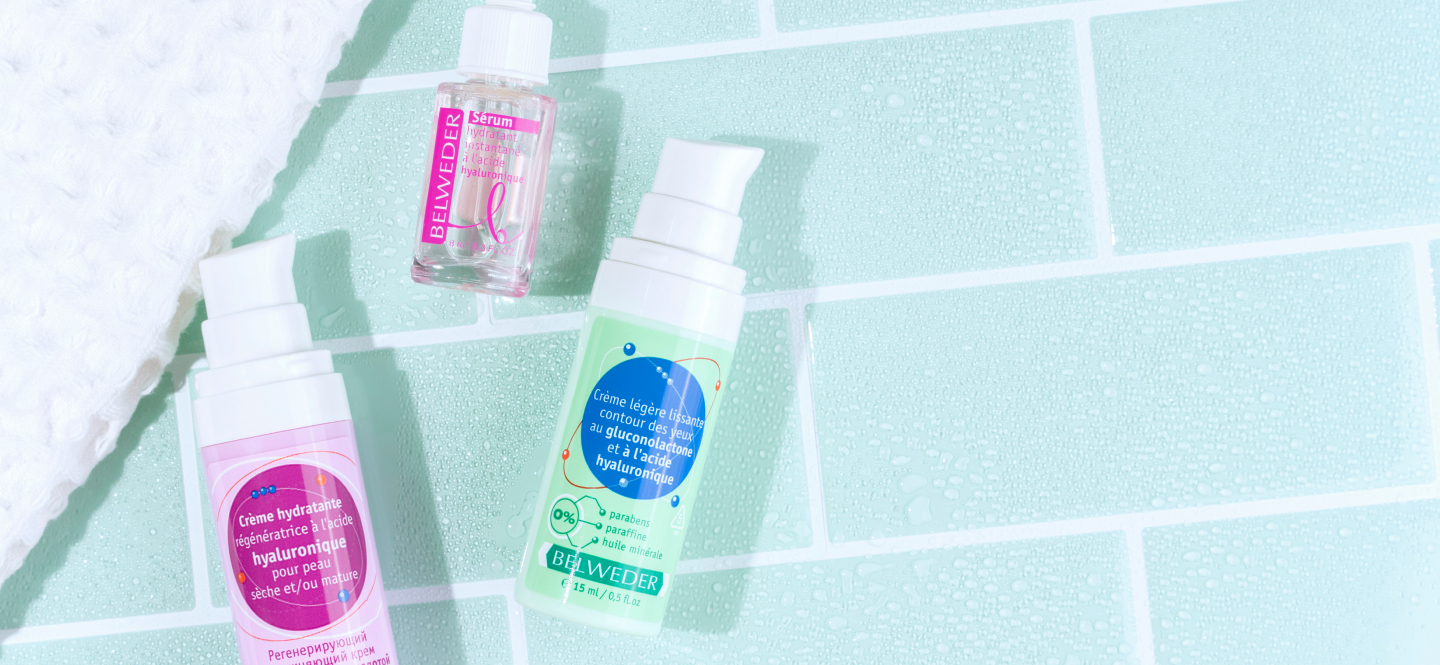 BELWEDER
Sérum
hydratant
instantané
à l'acide
hyaluronique
Crème légère lissante
contour des yeux
au gluconolactone
et à l'acide
hyaluronique
0%
parabens
paraffine
huile minérale
BELWEDER
15 ml / 0,5 fl.oz
Crème hydratante
régénératrice à l'acide
hyaluronique
pour peau
sèche et/ou mature
Регенерирующий
крем